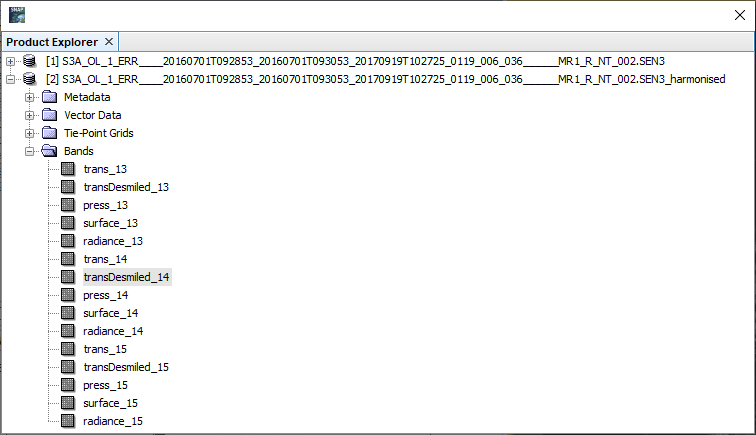 SNAP
Product Explorer ×
[1] S3A_OL_1_ERR____20160701T092853_20160701T093053_20170919T102725_0119_006_036______MR1_R_NT_002.SEN3
[2] S3A_OL_1_ERR____20160701T092853_20160701T093053_20170919T102725_0119_006_036______MR1_R_NT_002.SEN3_harmonised
Metadata
Vector Data
Tie-Point Grids
Bands
trans_13
transDesmiled_13
press_13
surface_13
radiance_13
trans_14
transDesmiled_14
press_14
surface_14
radiance_14
trans_15
transDesmiled_15
press_15
surface_15
radiance_15